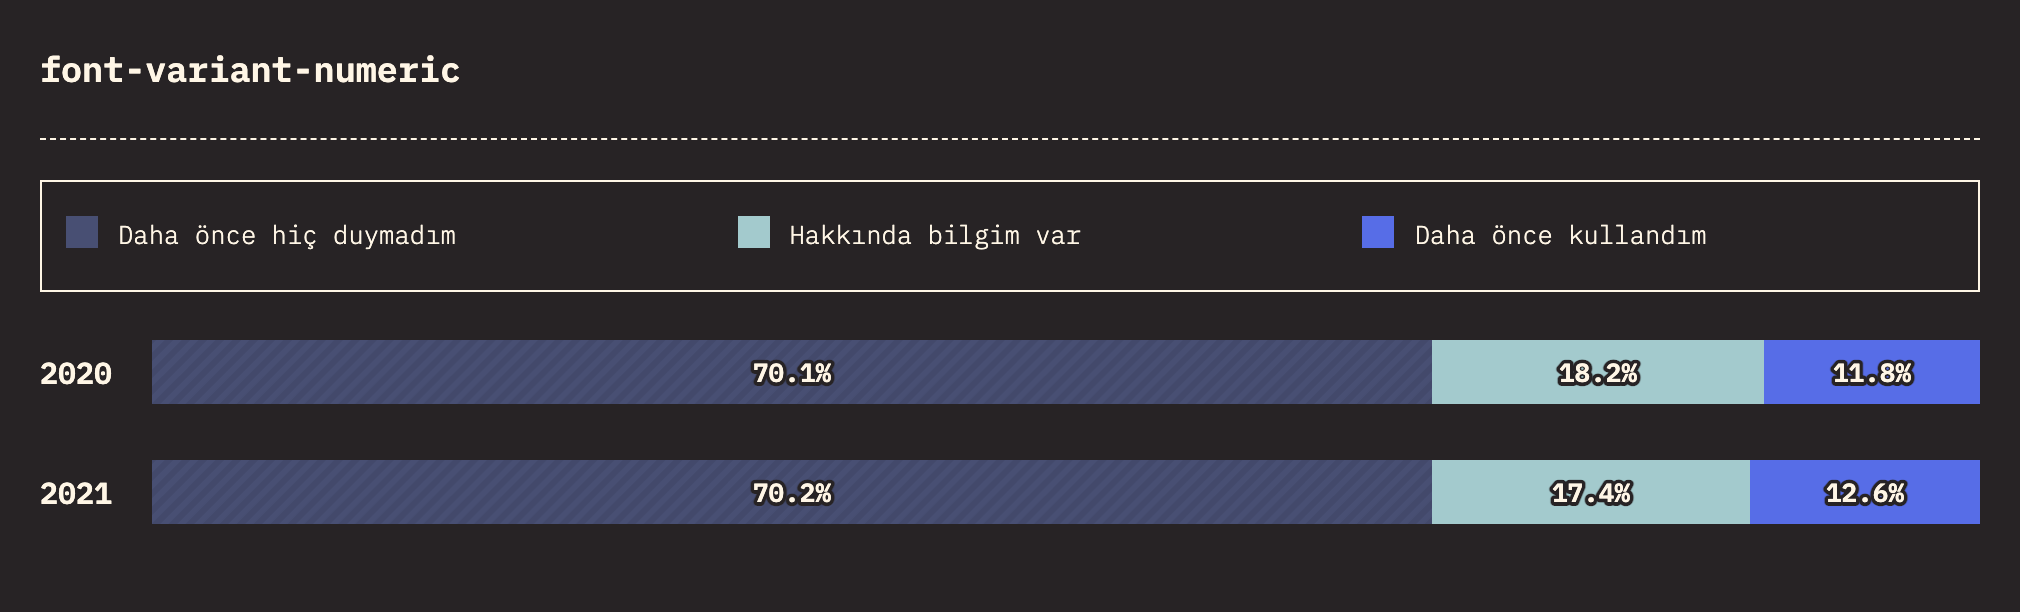 font-variant-numeric
Daha önce hiç duymadım Hakkında bilgim var Daha önce kullandım
2020 70.1% 18.2% 11.8%
2021 70.2% 17.4% 12.6%